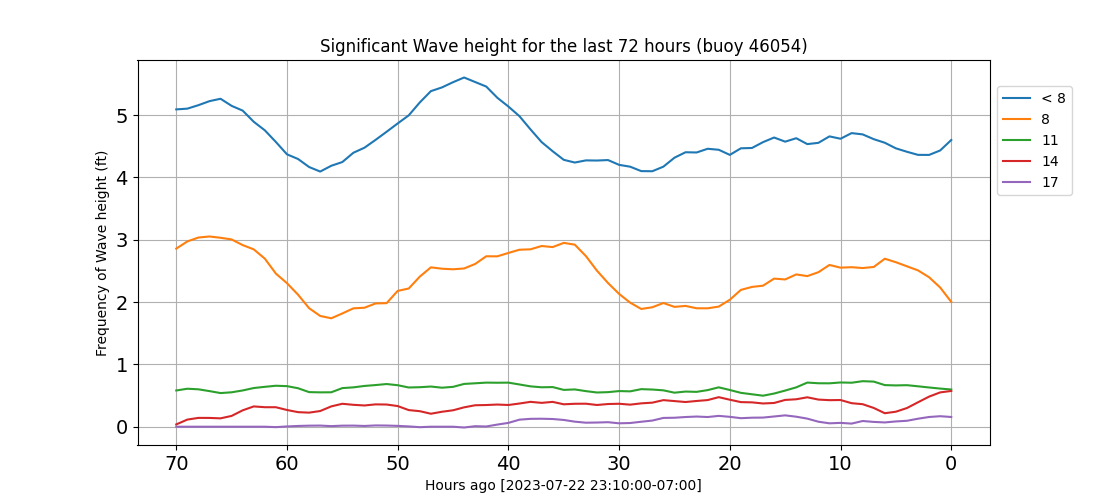 Significant Wave height for the last 72 hours (buoy 46054)
Frequency of Wave height (ft)
5
4
3
2
1
0
70 60 50 40 30 20 10 0
Hours ago [2023-07-22 23:10:00-07:00]
< 8
8
11
14
17